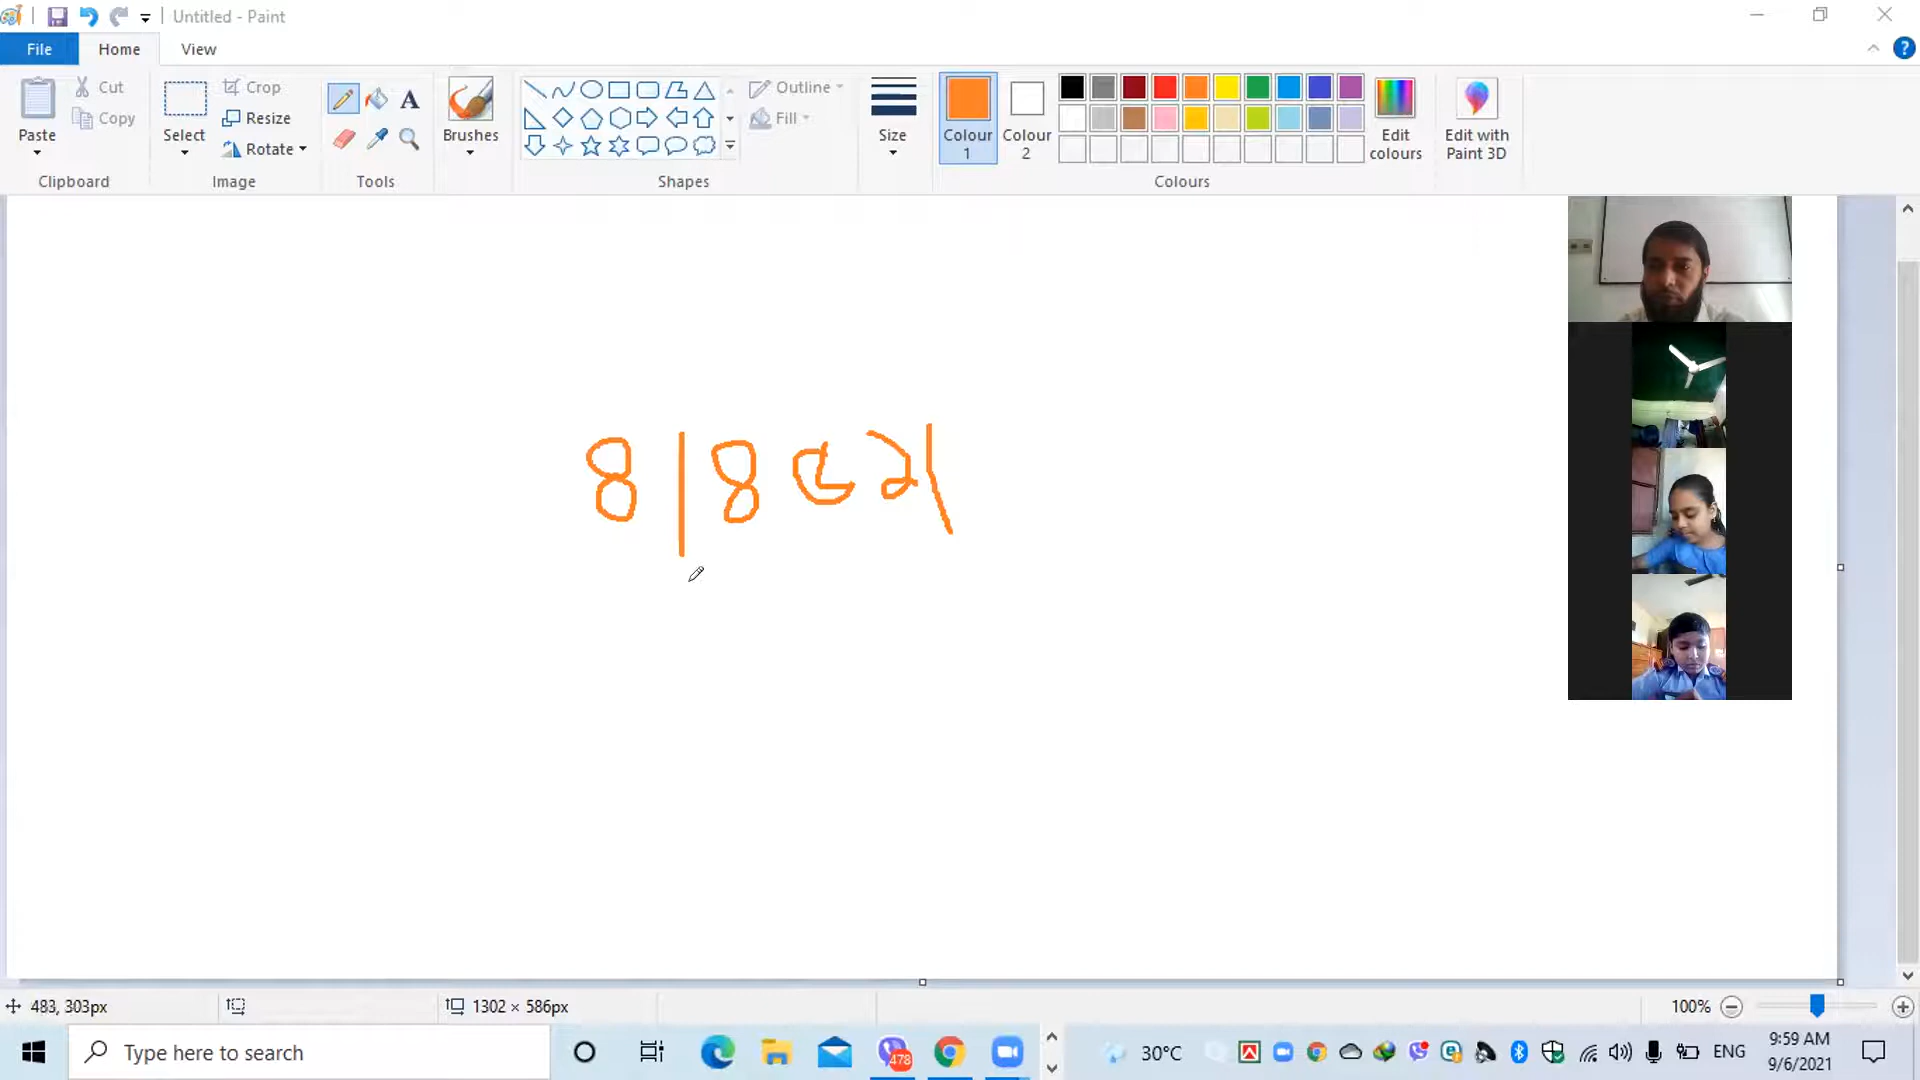 Untitled - Paint
File Home View
Paste Cut Copy Select Crop Resize Rotate A Brushes Outline Fill Size Colour 1 Colour 2 Edit colours Edit with Paint 3D
Clipboard Image Tools Shapes Colours
৪|৪৫২\
483, 303px 1302 × 586px 100%
Type here to search 478 30°C ENG 9:59 AM 9/6/2021